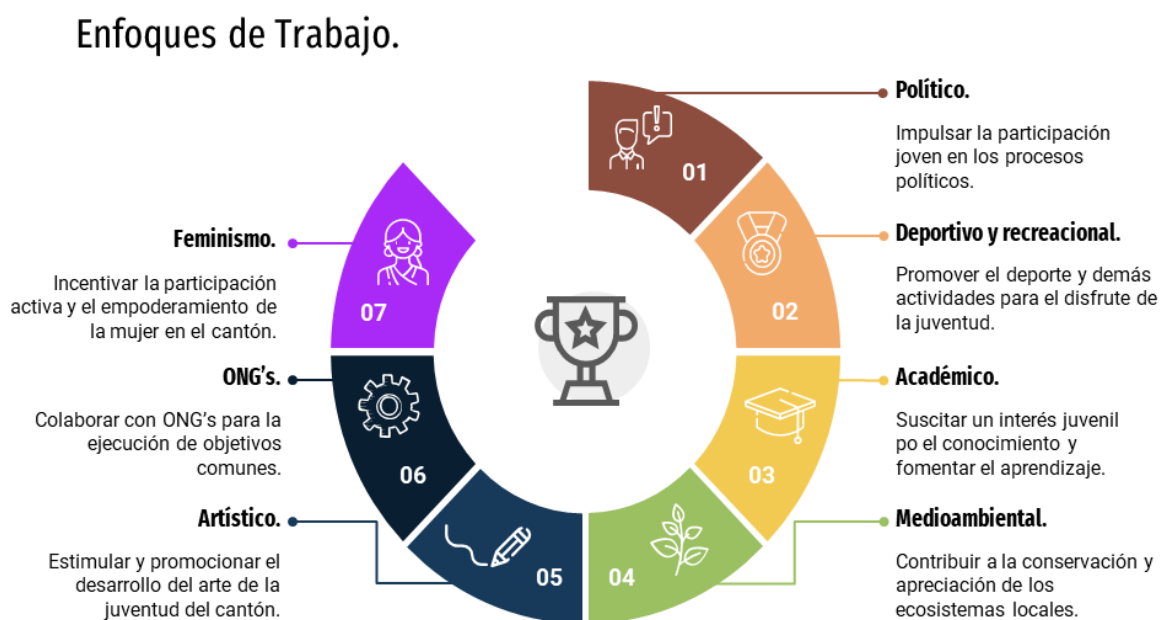 Enfoques de Trabajo.
01
Político.
Impulsar la participación
joven en los procesos
políticos.
02
Deportivo y recreacional.
Promover el deporte y demás
actividades para el disfrute de
la juventud.
03
Académico.
Suscitar un interés juvenil
po el conocimiento y
fomentar el aprendizaje.
04
Medioambiental.
Contribuir a la conservación y
apreciación de los
ecosistemas locales.
05
Artístico.
Estimular y promocionar el
desarrollo del arte de la
juventud del cantón.
06
ONG's.
Colaborar con ONG's para la
ejecución de objetivos
comunes.
07
Feminismo.
Incentivar la participación
activa y el empoderamiento de
la mujer en el cantón.